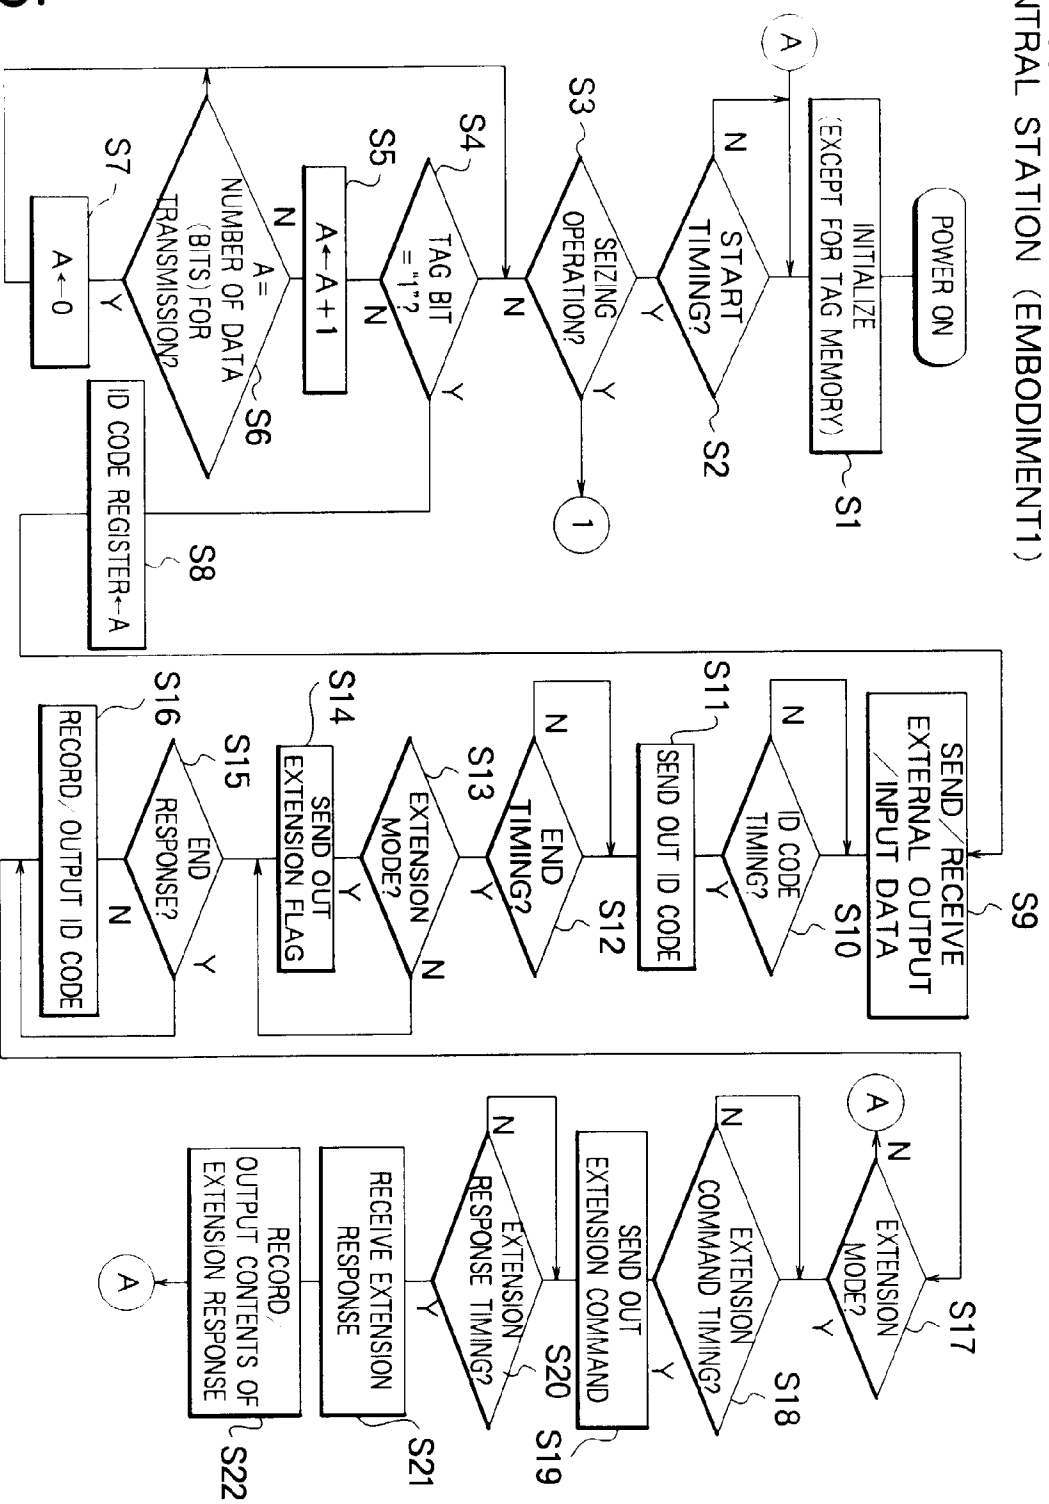 NTRAL STATION (EMBODIMENT1)
POWER ON
INITIALIZE
(EXCEPT FOR TAG MEMORY)
S1
A
START
TIMING?
S2
N
Y
SEIZING
OPERATION?
S3
Y
N
1
TAG BIT
="1"?
S4
Y
N
A←A+1
S5
A=
NUMBER OF DATA
(BITS) FOR
TRANSMISSION?
S6
N
Y
A←0
S7
ID CODE REGISTER←A
S8
SEND/RECEIVE
EXTERNAL OUTPUT
/INPUT DATA
S9
ID CODE
TIMING?
S10
N
Y
SEND OUT ID CODE
S11
END
TIMING?
S12
N
Y
EXTENSION
MODE?
S13
N
Y
SEND OUT
EXTENSION FLAG
S14
END
RESPONSE?
S15
Y
N
RECORD/OUTPUT ID CODE
S16
EXTENSION
MODE?
S17
N
A
Y
EXTENSION
COMMAND TIMING?
S18
N
Y
SEND OUT
EXTENSION COMMAND
S19
EXTENSION
RESPONSE TIMING?
S20
N
Y
RECEIVE EXTENSION
RESPONSE
S21
RECORD/
OUTPUT CONTENTS OF
EXTENSION RESPONSE
S22
A